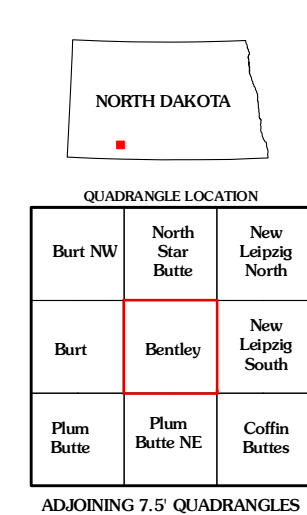 NORTH DAKOTA
QUADRANGLE LOCATION
Burt NW
North
Star
Butte
New
Leipzig
North
Burt
Bentley
New
Leipzig
South
Plum
Butte
Plum
Butte NE
Coffin
Buttes
ADJOINING 7.5' QUADRANGLES